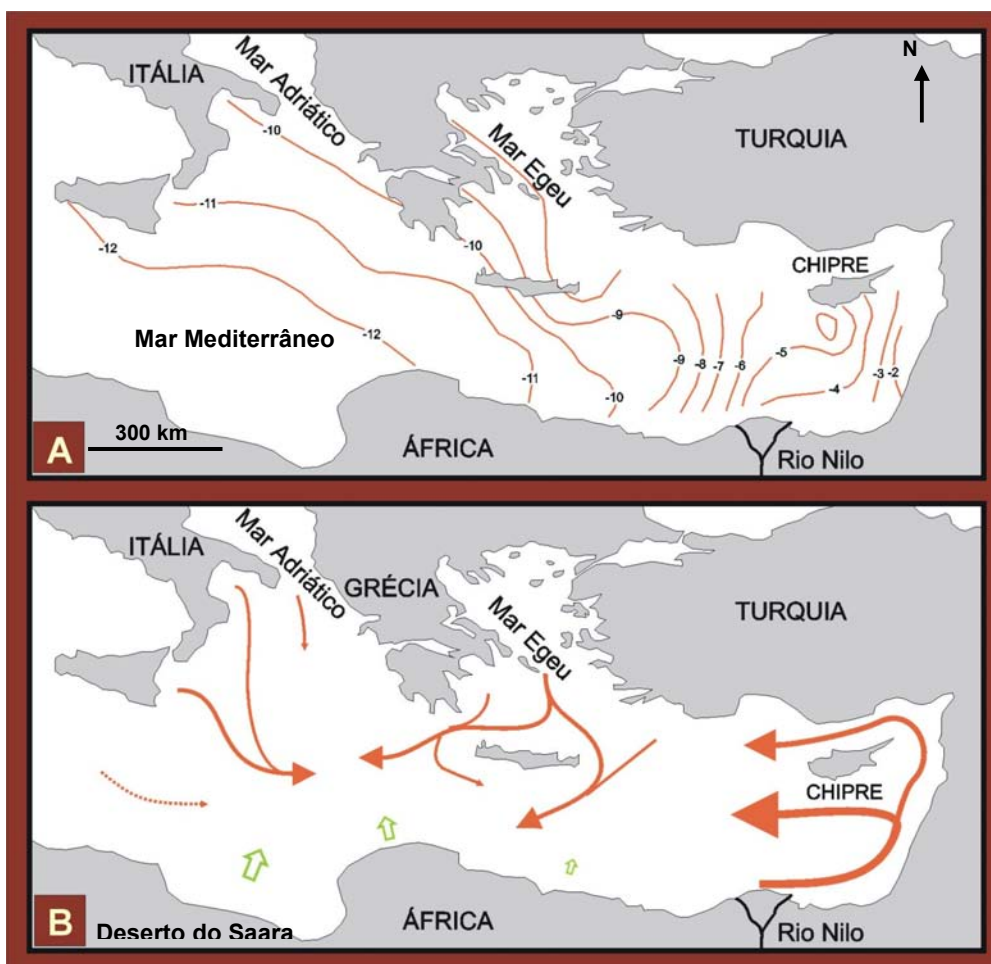 N
ITÁLIA
Mar Adriático
Mar Egeu
TURQUIA
-10
-11
-12
-10
CHIPRE
Mar Mediterrâneo
-12
-9
-9
-8
-7
-6
-5
-4
-3
-2
-11
-10
A
300 km
ÁFRICA
Rio Nilo
ITÁLIA
Mar Adriático
GRÉCIA
Mar Egeu
TURQUIA
CHIPRE
B
Deserto do Saara
ÁFRICA
Rio Nilo